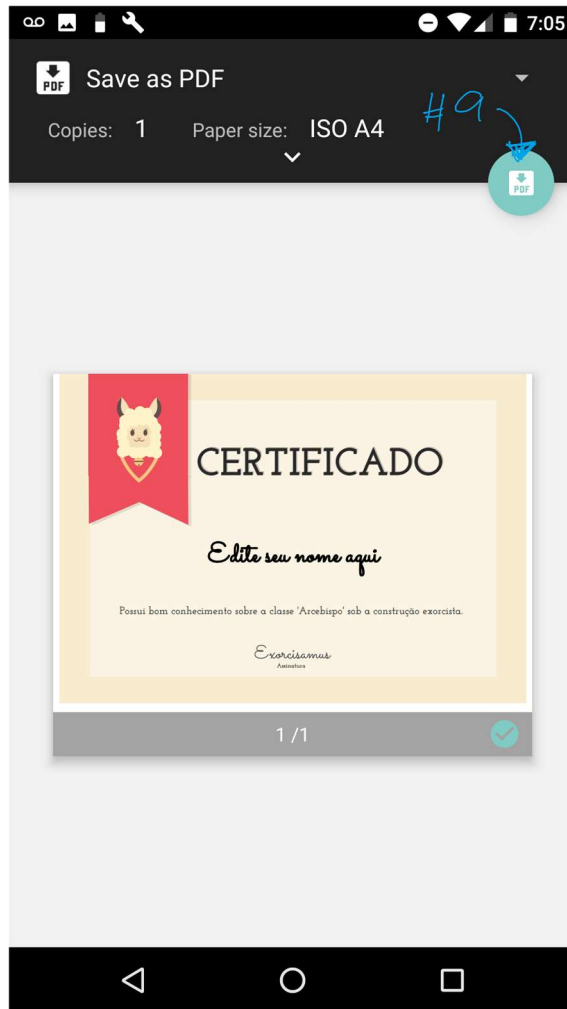 7:05
PDF Save as PDF
Copies: 1 Paper size: ISO A4
#9
PDF
CERTIFICADO
Edite seu nome aqui
Possui bom conhecimento sobre a classe 'Arcebispo' sob a construção exorcista.
Exorcisamus
Assinatura
1 /1